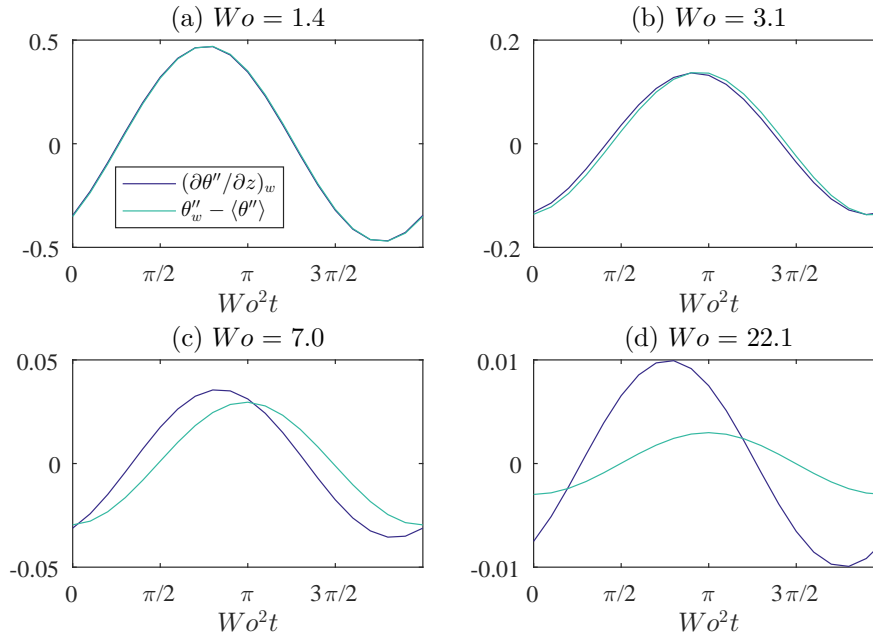 (a) Wo = 1.4
0.5
0
-0.5
0
π/2
π
3π/2
Wo²t
(∂θ″/∂z)_w
θ″_w − ⟨θ″⟩
(b) Wo = 3.1
0.2
0
-0.2
0
π/2
π
3π/2
Wo²t
(c) Wo = 7.0
0.05
0
-0.05
0
π/2
π
3π/2
Wo²t
(d) Wo = 22.1
0.01
0
-0.01
0
π/2
π
3π/2
Wo²t